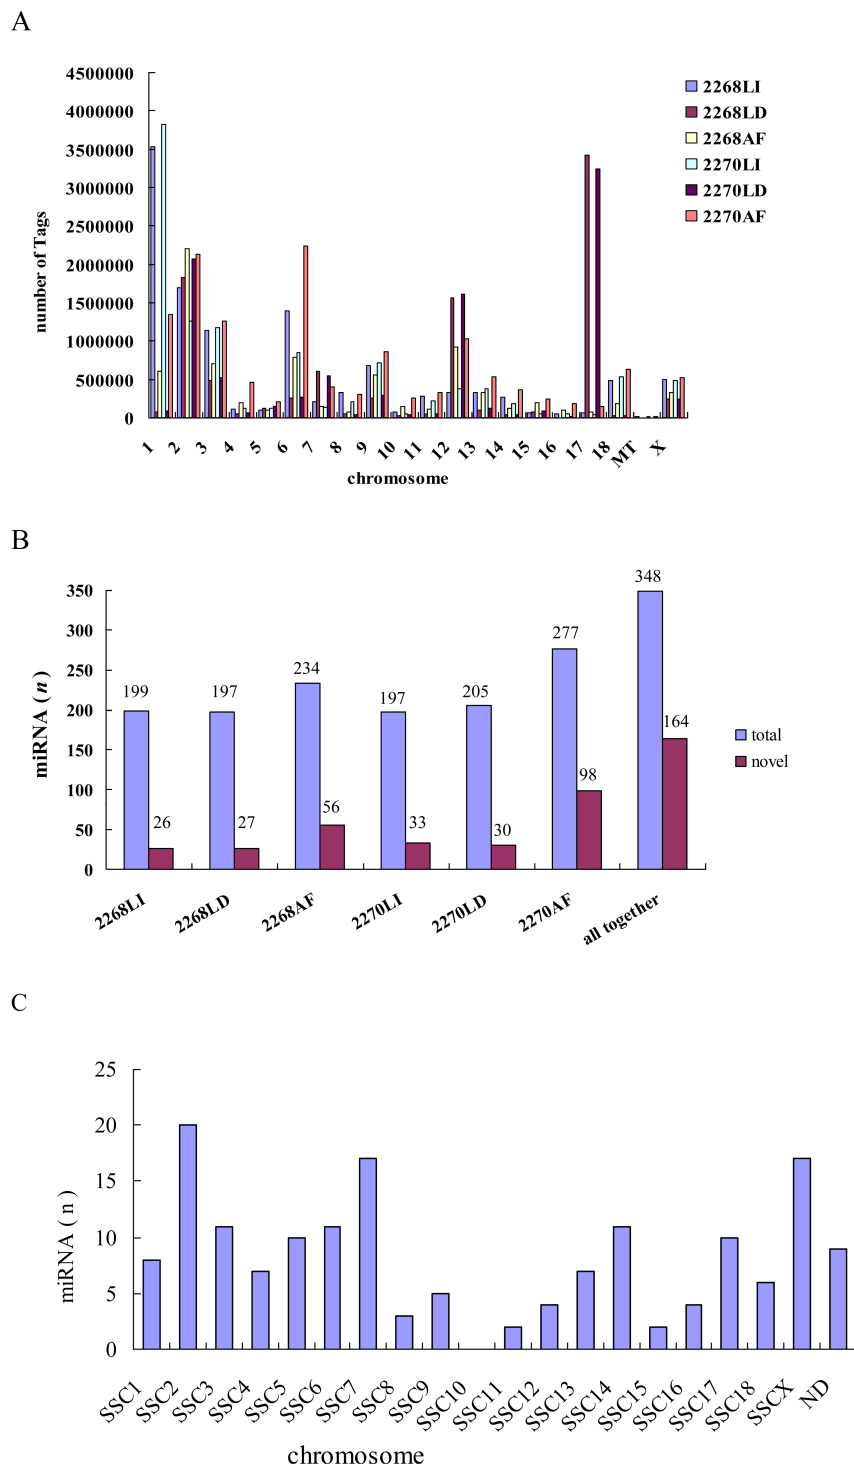 A
4500000
4000000
3500000
3000000
2500000
2000000
1500000
1000000
500000
0
number of Tags
1 2 3 4 5 6 7 8 9 10 11 12 13 14 15 16 17 18 MT X
chromosome
2268LI
2268LD
2268AF
2270LI
2270LD
2270AF
B
350
300
250
200
150
100
50
0
miRNA (n)
199 26 197 27 234 56 197 33 205 30 277 98 348 164
2268LI 2268LD 2268AF 2270LI 2270LD 2270AF all together
total
novel
C
25
20
15
10
5
0
miRNA ( n )
SSC1 SSC2 SSC3 SSC4 SSC5 SSC6 SSC7 SSC8 SSC9 SSC10 SSC11 SSC12 SSC13 SSC14 SSC15 SSC16 SSC17 SSC18 SSCX ND
chromosome